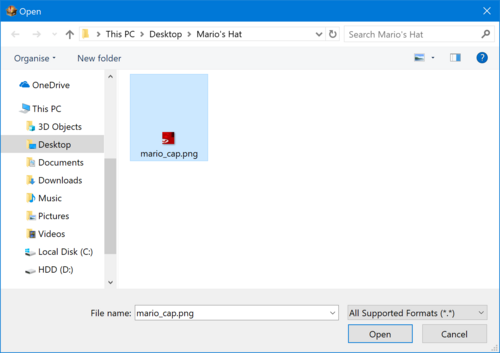 Open
This PC > Desktop > Mario's Hat
Search Mario's Hat
Organise
New folder
?
OneDrive
This PC
3D Objects
Desktop
Documents
Downloads
Music
Pictures
Videos
Local Disk (C:)
HDD (D:)
mario_cap.png
File name:
mario_cap.png
All Supported Formats (*.*)
Open
Cancel